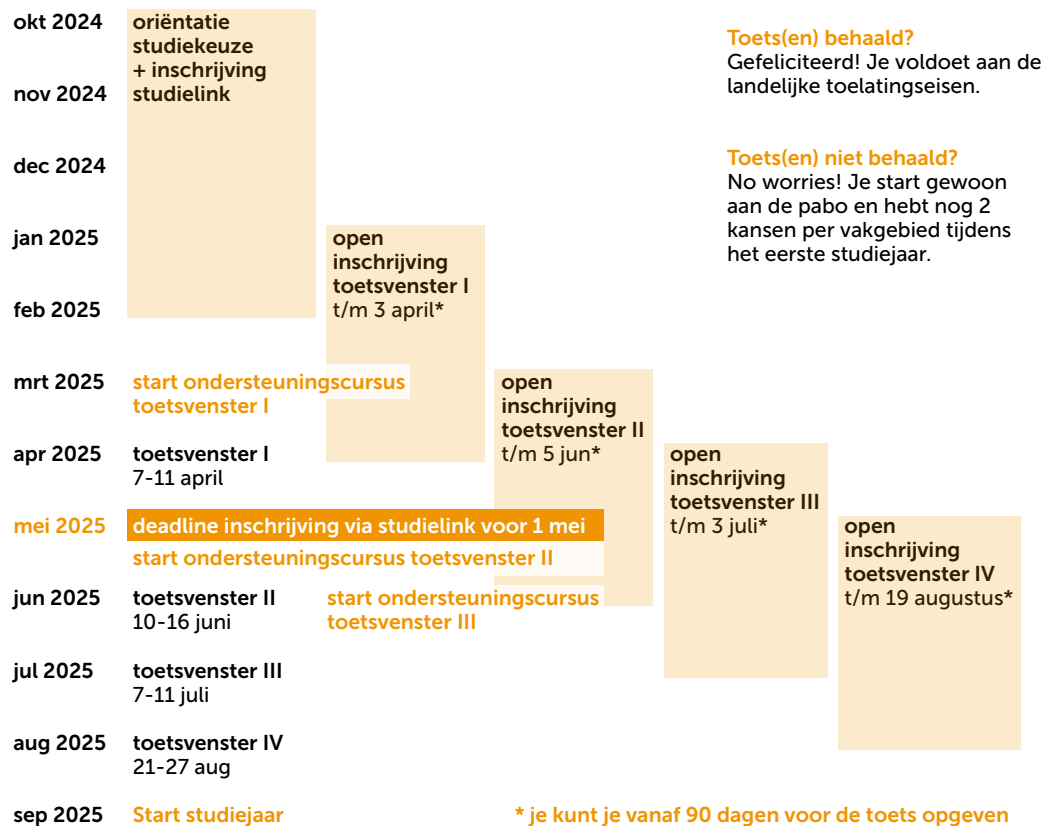 okt 2024
oriëntatie
studiekeuze
+ inschrijving
studielink
nov 2024
dec 2024
Toets(en) behaald?
Gefeliciteerd! Je voldoet aan de
landelijke toelatingseisen.
Toets(en) niet behaald?
No worries! Je start gewoon
aan de pabo en hebt nog 2
kansen per vakgebied tijdens
het eerste studiejaar.
jan 2025
open
inschrijving
toetsvenster I
t/m 3 april*
feb 2025
mrt 2025
start ondersteuningscursus
toetsvenster I
open
inschrijving
toetsvenster II
t/m 5 jun*
apr 2025
toetsvenster I
7-11 april
open
inschrijving
toetsvenster III
t/m 3 juli*
mei 2025
deadline inschrijving via studielink voor 1 mei
start ondersteuningscursus toetsvenster II
open
inschrijving
toetsvenster IV
t/m 19 augustus*
jun 2025
toetsvenster II
10-16 juni
start ondersteuningscursus
toetsvenster III
jul 2025
toetsvenster III
7-11 juli
aug 2025
toetsvenster IV
21-27 aug
sep 2025
Start studiejaar
* je kunt je vanaf 90 dagen voor de toets opgeven